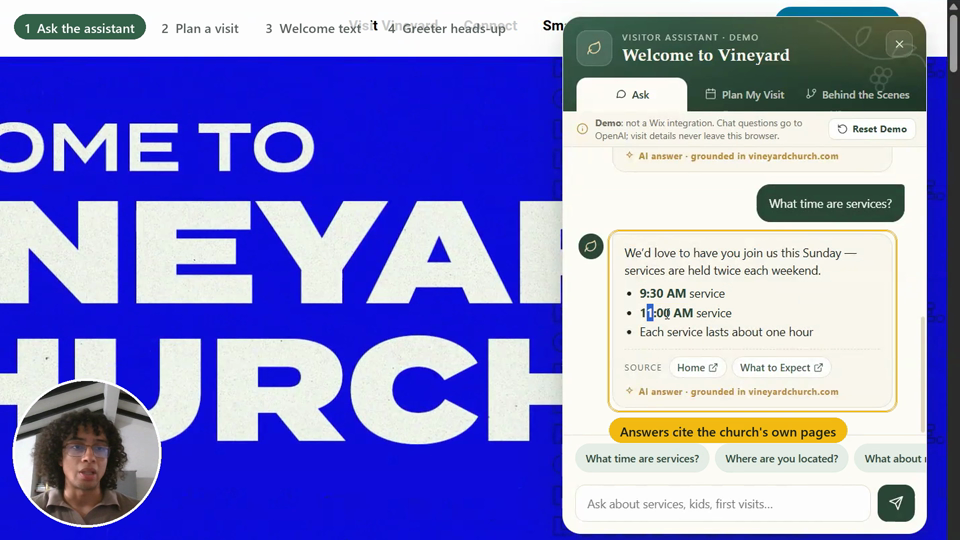 1 Ask the assistant
2 Plan a visit
3 Welcome text
4 Greeter heads-up
Visit Vineyard
Connect
OME TO
NEYAR
HURCH
VISITOR ASSISTANT · DEMO
Welcome to Vineyard
Ask
Plan My Visit
Behind the Scenes
Demo: not a Wix integration. Chat questions go to
OpenAI; visit details never leave this browser.
Reset Demo
AI answer · grounded in vineyardchurch.com
What time are services?
We'd love to have you join us this Sunday —
services are held twice each weekend.
• 9:30 AM service
• 11:00 AM service
• Each service lasts about one hour
SOURCE
Home
What to Expect
AI answer · grounded in vineyardchurch.com
Answers cite the church's own pages
What time are services?
Where are you located?
What about
Ask about services, kids, first visits...